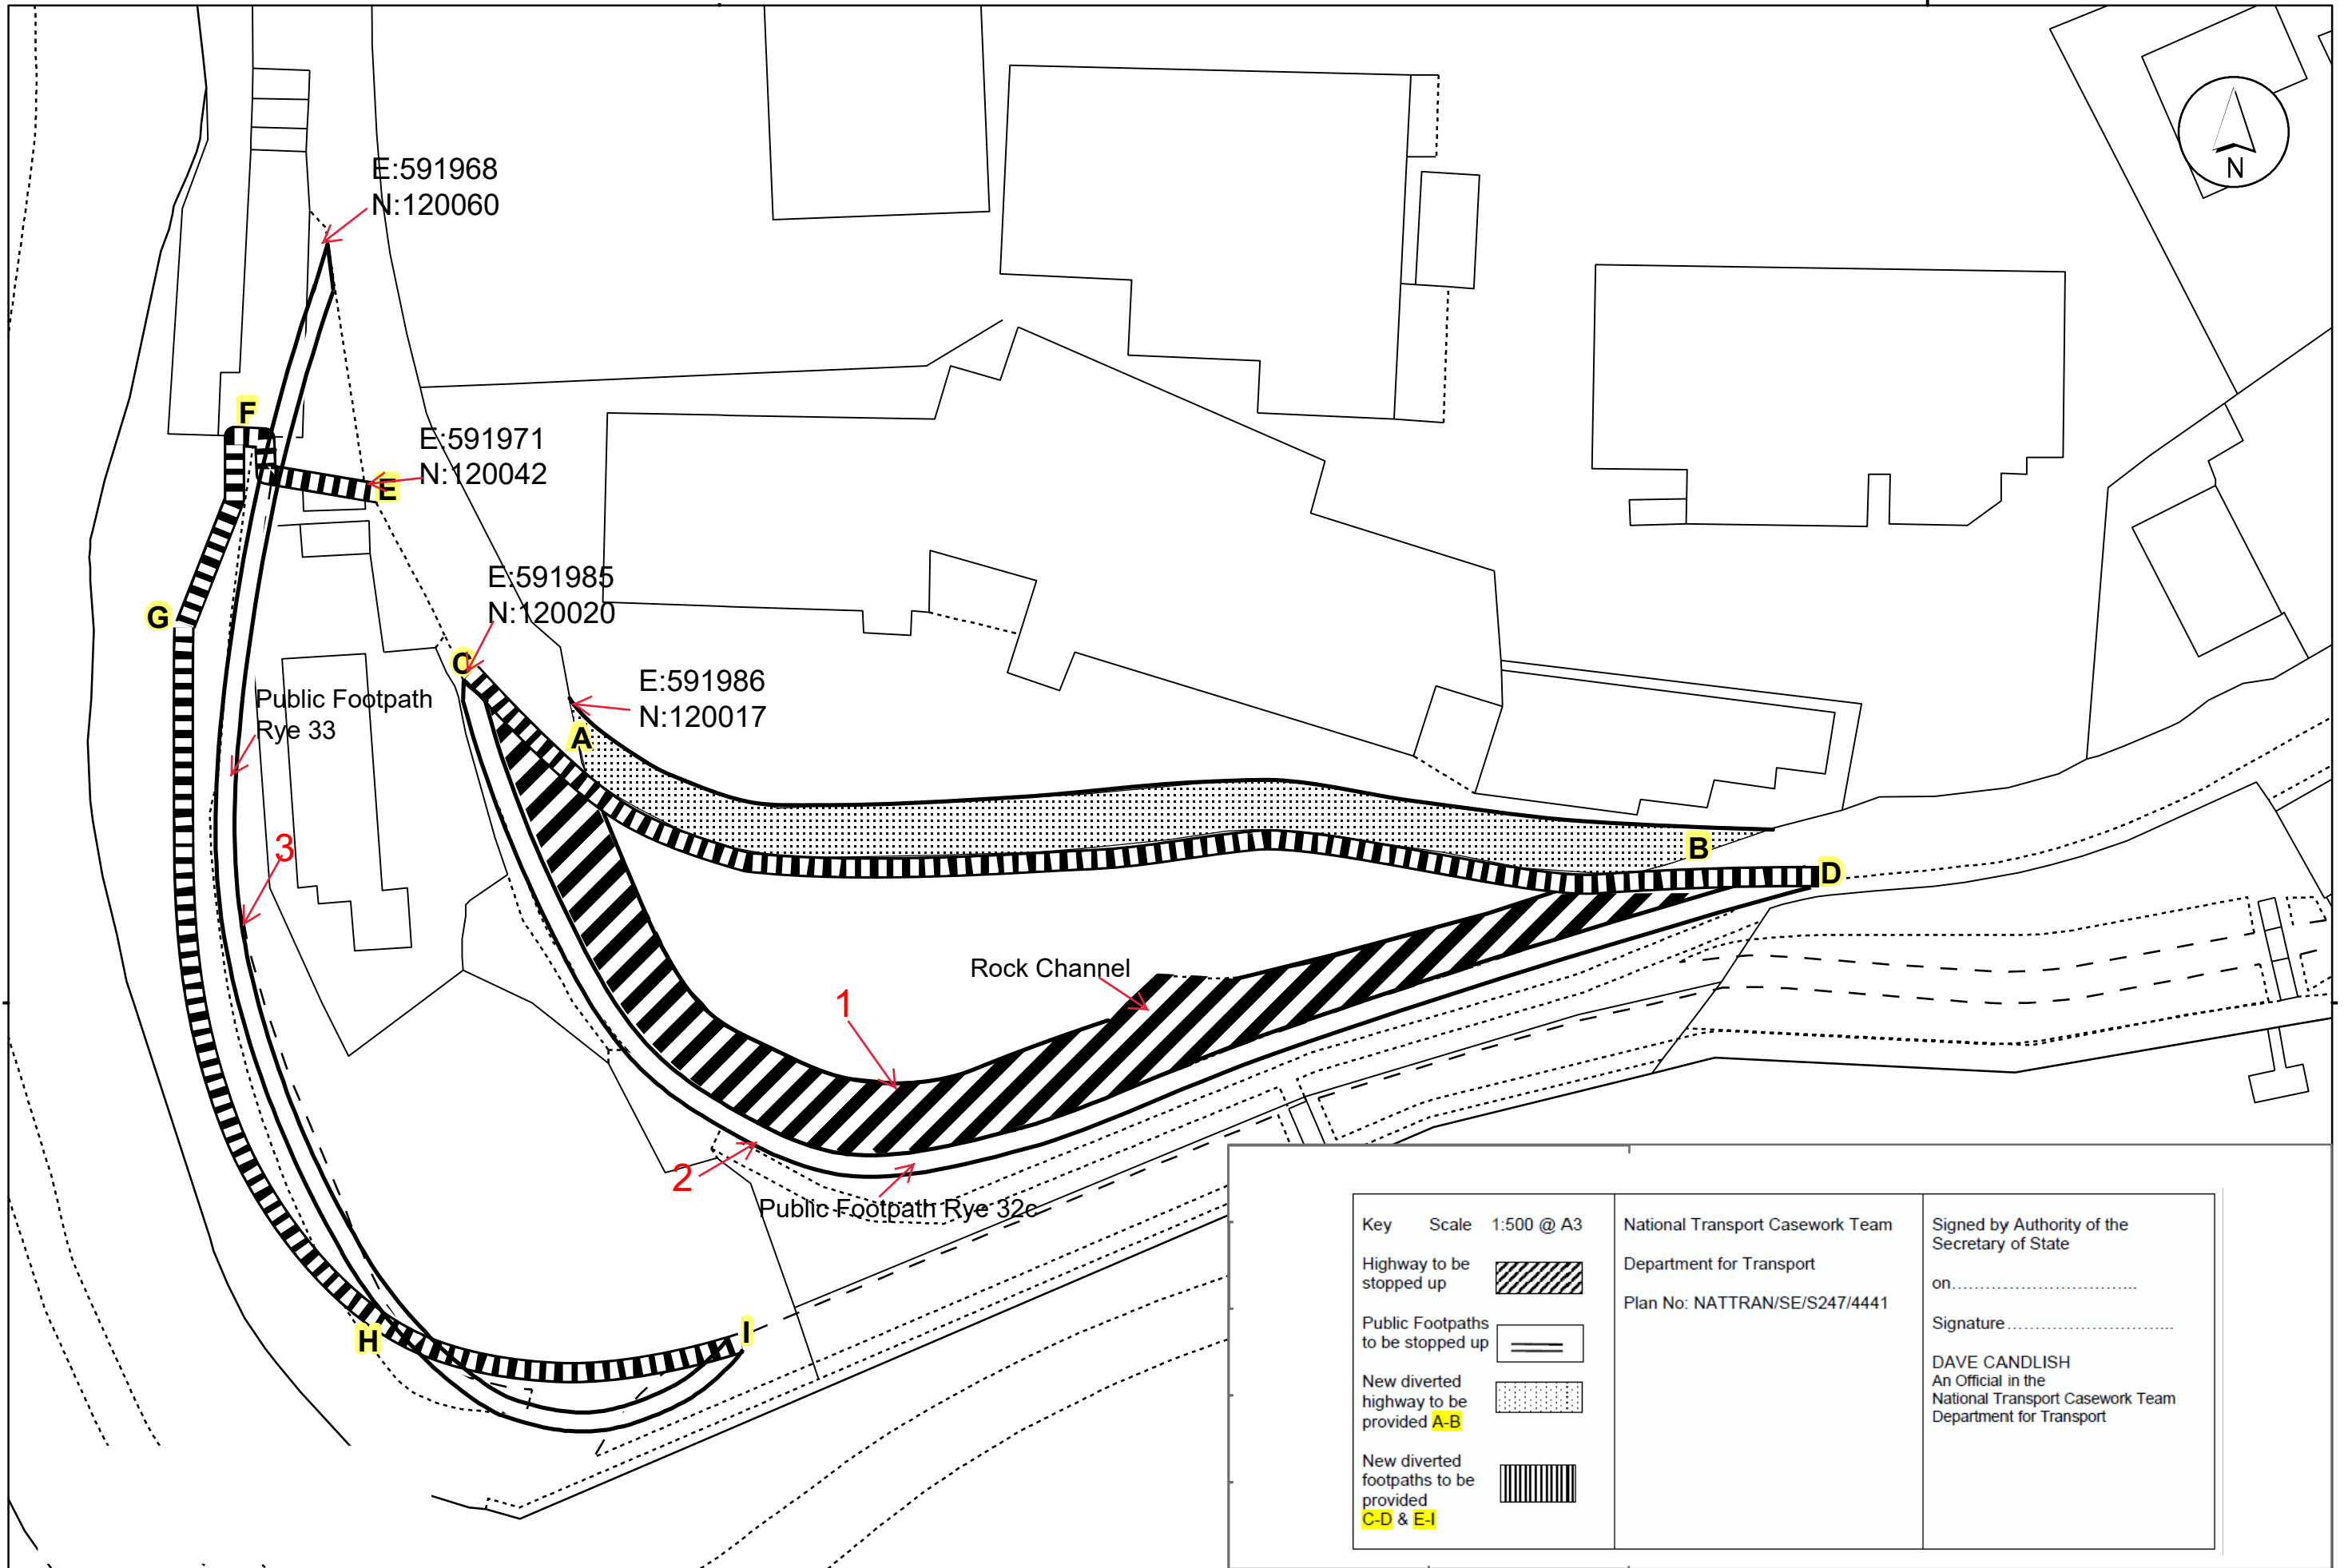 N
E:591968
N:120060
F
E:591971
N:120042
E
E:591985
N:120020
G
C
E:591986
N:120017
Public Footpath
Rye 33
A
3
B
D
Rock Channel
1
2
Public Footpath Rye 32c
H
I
Key Scale 1:500 @ A3
Highway to be
stopped up
Public Footpaths
to be stopped up
New diverted
highway to be
provided A-B
New diverted
footpaths to be
provided
C-D & E-I
National Transport Casework Team
Department for Transport
Plan No: NATTRAN/SE/S247/4441
Signed by Authority of the
Secretary of State
on..............................
Signature...........................
DAVE CANDLISH
An Official in the
National Transport Casework Team
Department for Transport